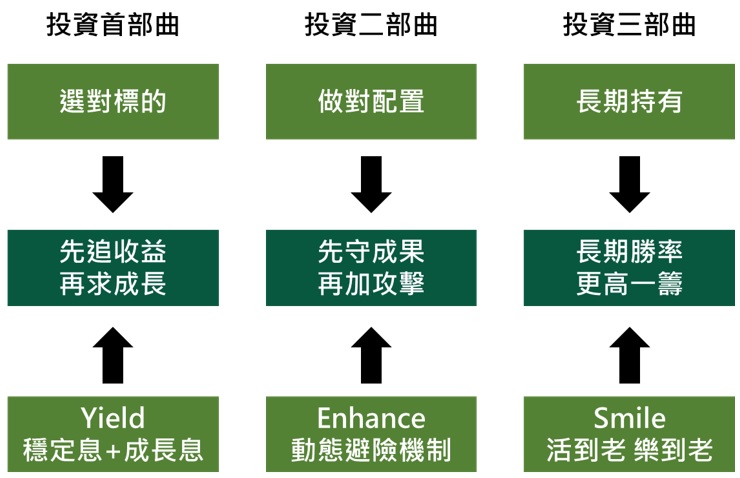 投資首部曲
投資二部曲
投資三部曲
選對標的
做對配置
長期持有
先追收益
再求成長
先守成果
再加攻擊
長期勝率
更高一籌
Yield
穩定息+成長息
Enhance
動態避險機制
Smile
活到老 樂到老